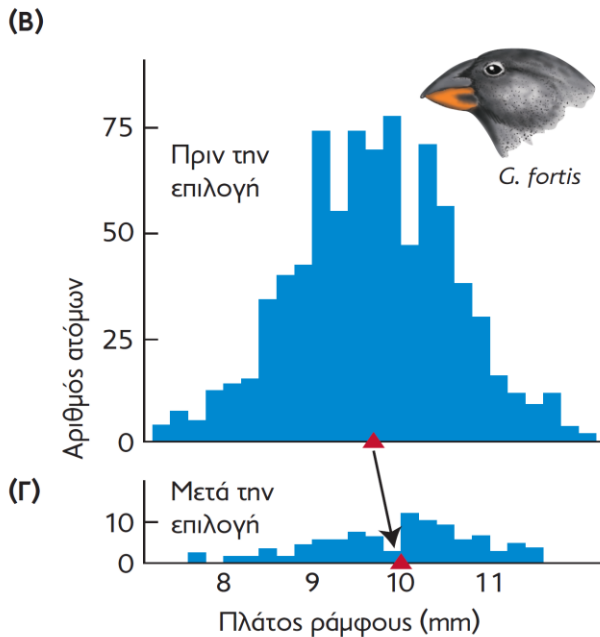 (Β)
75
50
25
0
Αριθμός ατόμων
Πριν την
επιλογή
G. fortis
(Γ)
Μετά την
επιλογή
10
0
8 9 10 11
Πλάτος ράμφους (mm)